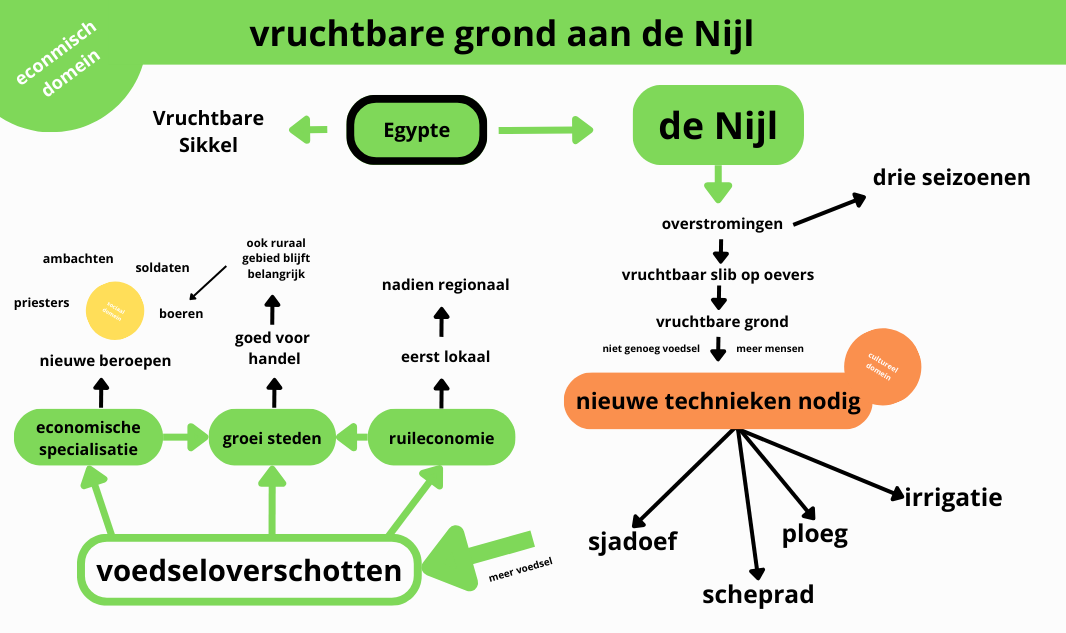 econmisch
domein
vruchtbare grond aan de Nijl
Vruchtbare
Sikkel
Egypte
de Nijl
drie seizoenen
overstromingen
vruchtbaar slib op oevers
vruchtbare grond
niet genoeg voedsel
meer mensen
cultureel
domein
nieuwe technieken nodig
sjadoef
scheprad
ploeg
irrigatie
meer voedsel
voedseloverschotten
economische
specialisatie
groei steden
ruileconomie
nieuwe beroepen
priesters
ambachten
soldaten
boeren
domein
goed voor
handel
ook ruraal
gebied blijft
belangrijk
eerst lokaal
nadien regionaal